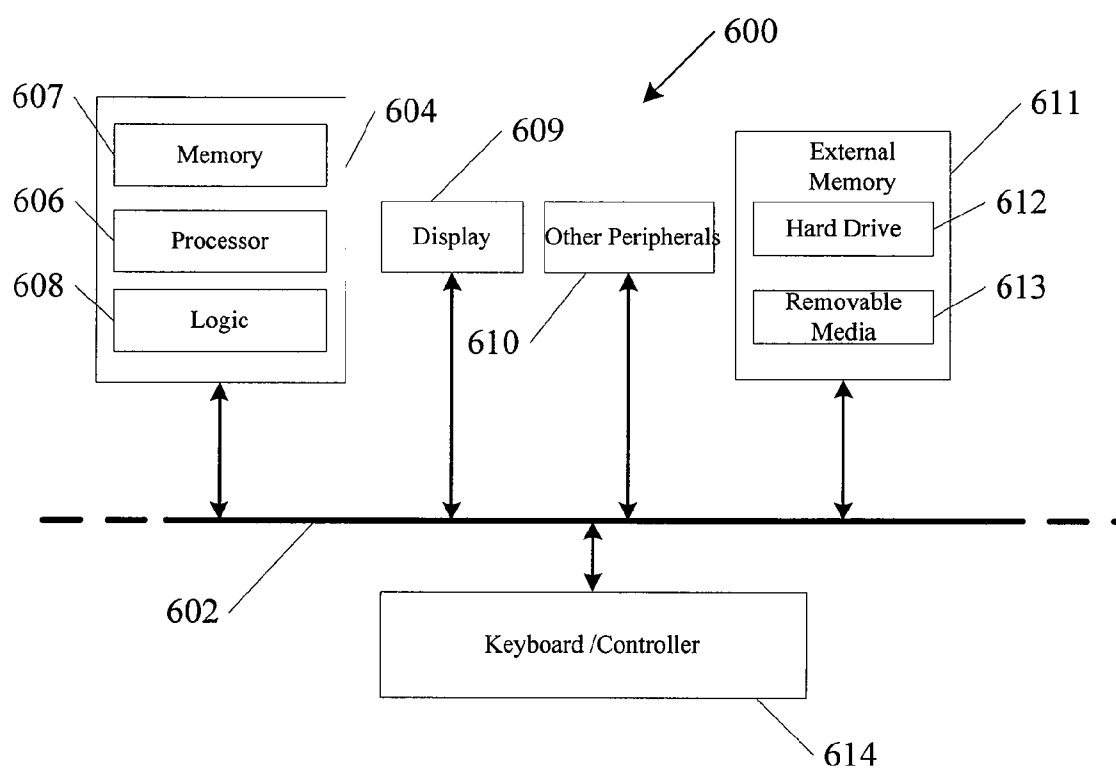 600
607
604
Memory
609
611
External
Memory
606
612
Processor
Display
Other Peripherals
Hard Drive
608
613
Logic
610
Removable
Media
602
Keyboard /Controller
614